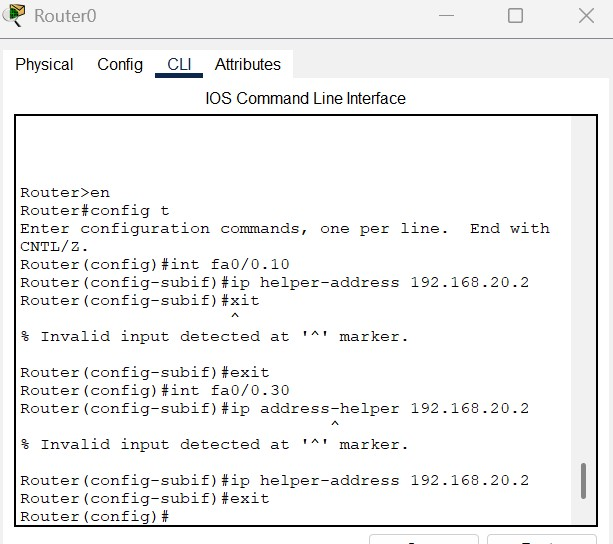 Router0
Physical Config CLI Attributes
IOS Command Line Interface
Router>en
Router#config t
Enter configuration commands, one per line.  End with
CNTL/Z.
Router(config)#int fa0/0.10
Router(config-subif)#ip helper-address 192.168.20.2
Router(config-subif)#xit
                     ^
% Invalid input detected at '^' marker.
Router(config-subif)#exit
Router(config)#int fa0/0.30
Router(config-subif)#ip address-helper 192.168.20.2
                               ^
% Invalid input detected at '^' marker.
Router(config-subif)#ip helper-address 192.168.20.2
Router(config-subif)#exit
Router(config)#